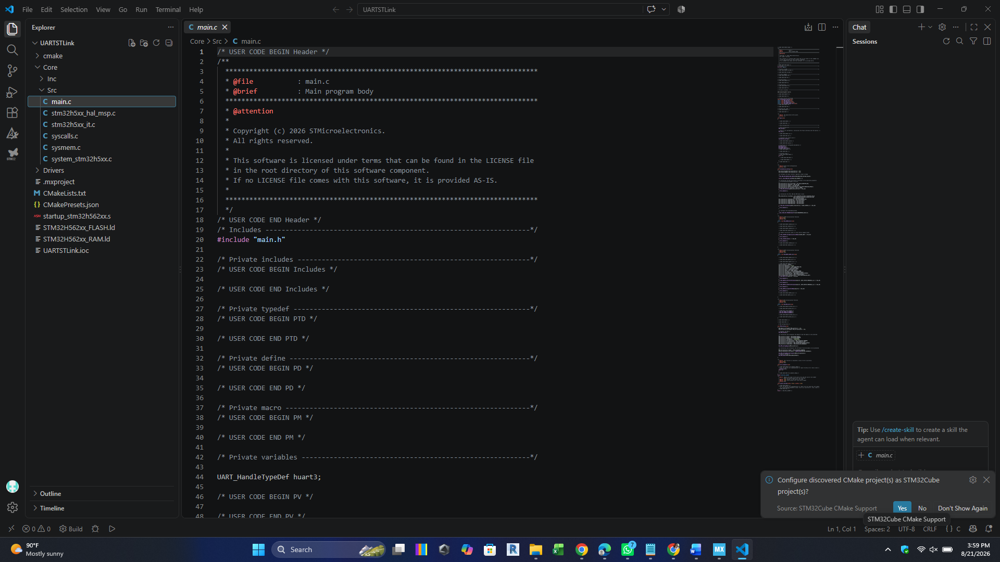 File Edit Selection View Go Run Terminal Help
UARTSTLink
Explorer
UARTSTLink
cmake
Core
Inc
Src
main.c
stm32h5xx_hal_msp.c
stm32h5xx_it.c
syscalls.c
sysmem.c
system_stm32h5xx.c
Drivers
.mxproject
CMakeLists.txt
CMakePresets.json
ASM startup_stm32h562xx.s
STM32H562xx_FLASH.ld
STM32H562xx_RAM.ld
UARTSTLink.ioc
STM32
Outline
Timeline
C main.c
Core > Src > C main.c
1 /* USER CODE BEGIN Header */
2 /**
3 ******************************************************************************
4 * @file : main.c
5 * @brief : Main program body
6 ******************************************************************************
7 * @attention
8 *
9 * Copyright (c) 2026 STMicroelectronics.
10 * All rights reserved.
11 *
12 * This software is licensed under terms that can be found in the LICENSE file
13 * in the root directory of this software component.
14 * If no LICENSE file comes with this software, it is provided AS-IS.
15 *
16 ******************************************************************************
17 */
18 /* USER CODE END Header */
19 /* Includes ------------------------------------------------------------------*/
20 #include "main.h"
21
22 /* Private includes ----------------------------------------------------------*/
23 /* USER CODE BEGIN Includes */
24
25 /* USER CODE END Includes */
26
27 /* Private typedef -----------------------------------------------------------*/
28 /* USER CODE BEGIN PTD */
29
30 /* USER CODE END PTD */
31
32 /* Private define ------------------------------------------------------------*/
33 /* USER CODE BEGIN PD */
34
35 /* USER CODE END PD */
36
37 /* Private macro -------------------------------------------------------------*/
38 /* USER CODE BEGIN PM */
39
40 /* USER CODE END PM */
41
42 /* Private variables ---------------------------------------------------------*/
43
44 UART_HandleTypeDef huart3;
45
46 /* USER CODE BEGIN PV */
47
48 /* USER CODE END PV */
Chat
Sessions
Tip: Use /create-skill to create a skill the
agent can load when relevant.
+ C main.c
Configure discovered CMake project(s) as STM32Cube
project(s)?
Source: STM32Cube CMake Support Yes No Don't Show Again
STM32Cube CMake Support
0 0 Build
Ln 1, Col 1 Spaces: 2 UTF-8 CRLF {} C
90°F
Mostly sunny
Search
7
MX
3:59 PM
8/21/2026